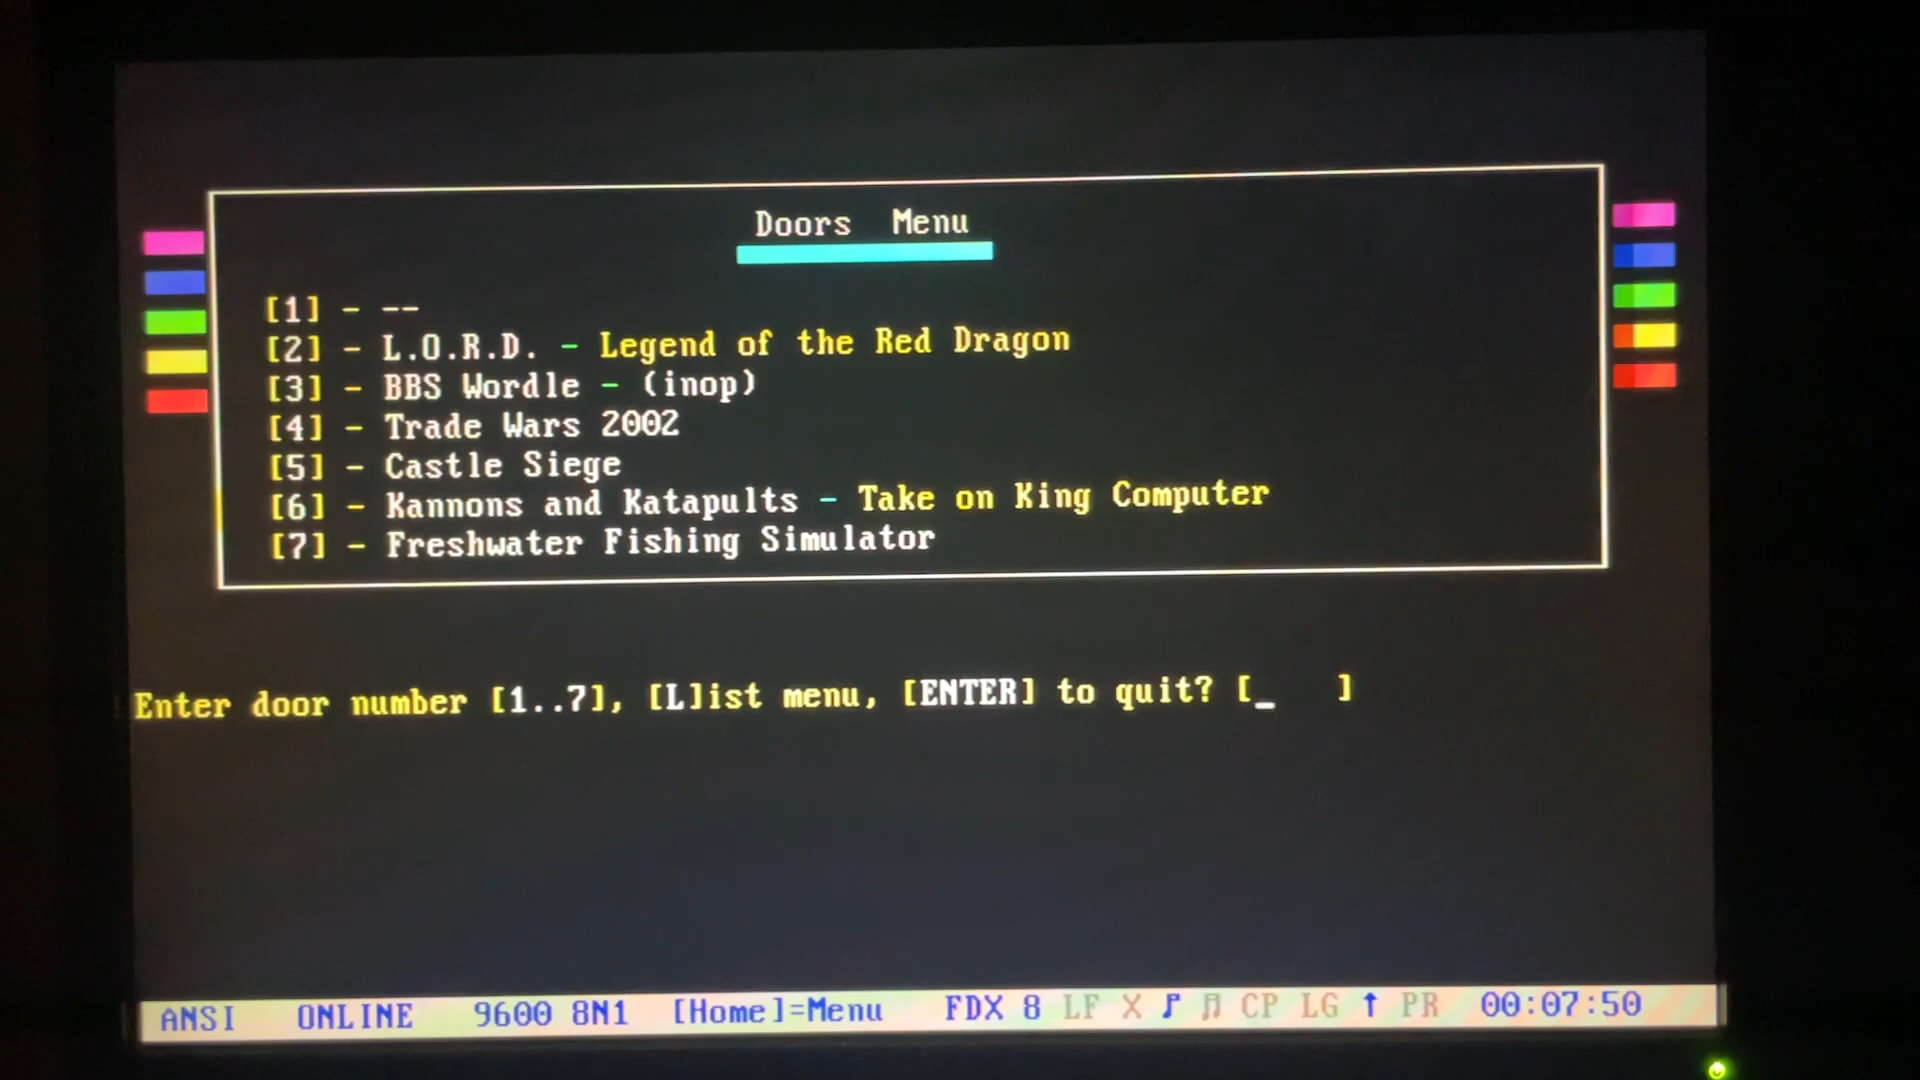 Doors Menu
[1] - --
[2] - L.O.R.D. - Legend of the Red Dragon
[3] - BBS Wordle - (inop)
[4] - Trade Wars 2002
[5] - Castle Siege
[6] - Kannons and Katapults - Take on King Computer
[7] - Freshwater Fishing Simulator
Enter door number [1..7], [L]ist menu, [ENTER] to quit? [_ ]
ANSI ONLINE 9600 8N1 [Home]=Menu FDX 8 LF X ♪ ♫ CP LG ↑ PR 00:07:50